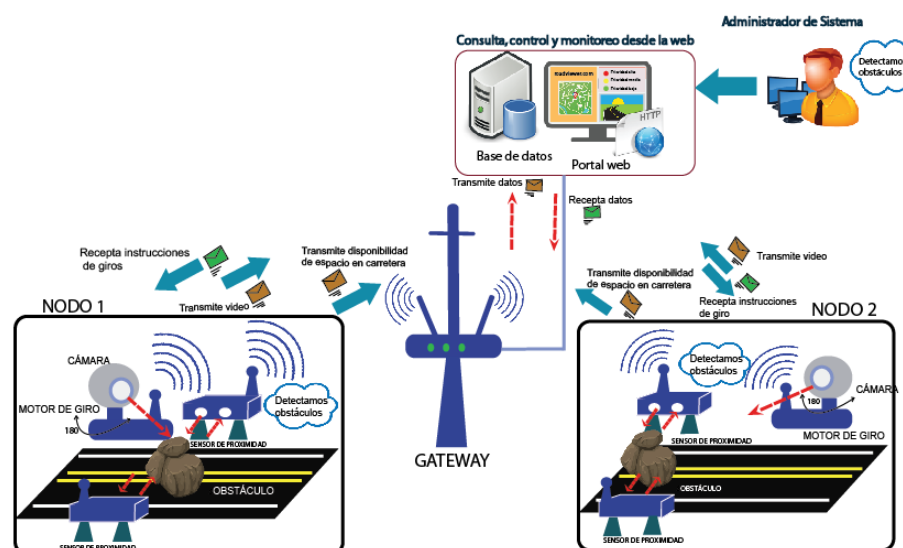 Administrador de Sistema
Consulta, control y monitoreo desde la web
Detectamos
obstáculos
HTTP
Base de datos
Portal web
Transmite datos
Recepta datos
Recepta instrucciones
de giros
Transmite video
Transmite disponibilidad
de espacio en carretera
Transmite disponibilidad
de espacio en carretera
Transmite video
Recepta instrucciones
de giro
NODO 1
CÁMARA
MOTOR DE GIRO
180
Detectamos
obstáculos
SENSOR DE PROXIMIDAD
OBSTÁCULO
SENSOR DE PROXIMIDAD
GATEWAY
NODO 2
Detectamos
obstáculos
180
CÁMARA
MOTOR DE GIRO
SENSOR DE PROXIMIDAD
OBSTÁCULO
SENSOR DE PROXIMIDAD